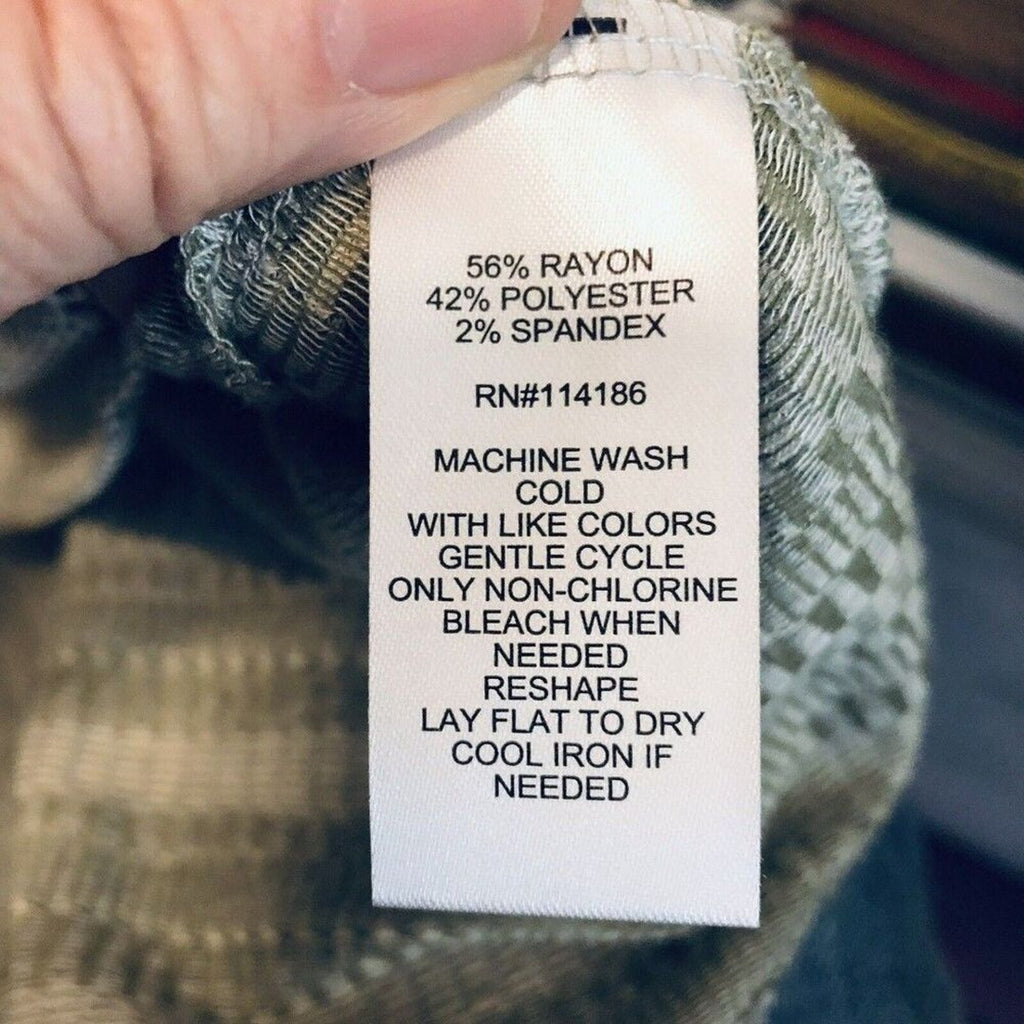 56% RAYON
42% POLYESTER
2% SPANDEX
RN#114186
MACHINE WASH
COLD
WITH LIKE COLORS
GENTLE CYCLE
ONLY NON-CHLORINE
BLEACH WHEN
NEEDED
RESHAPE
LAY FLAT TO DRY
COOL IRON IF
NEEDED